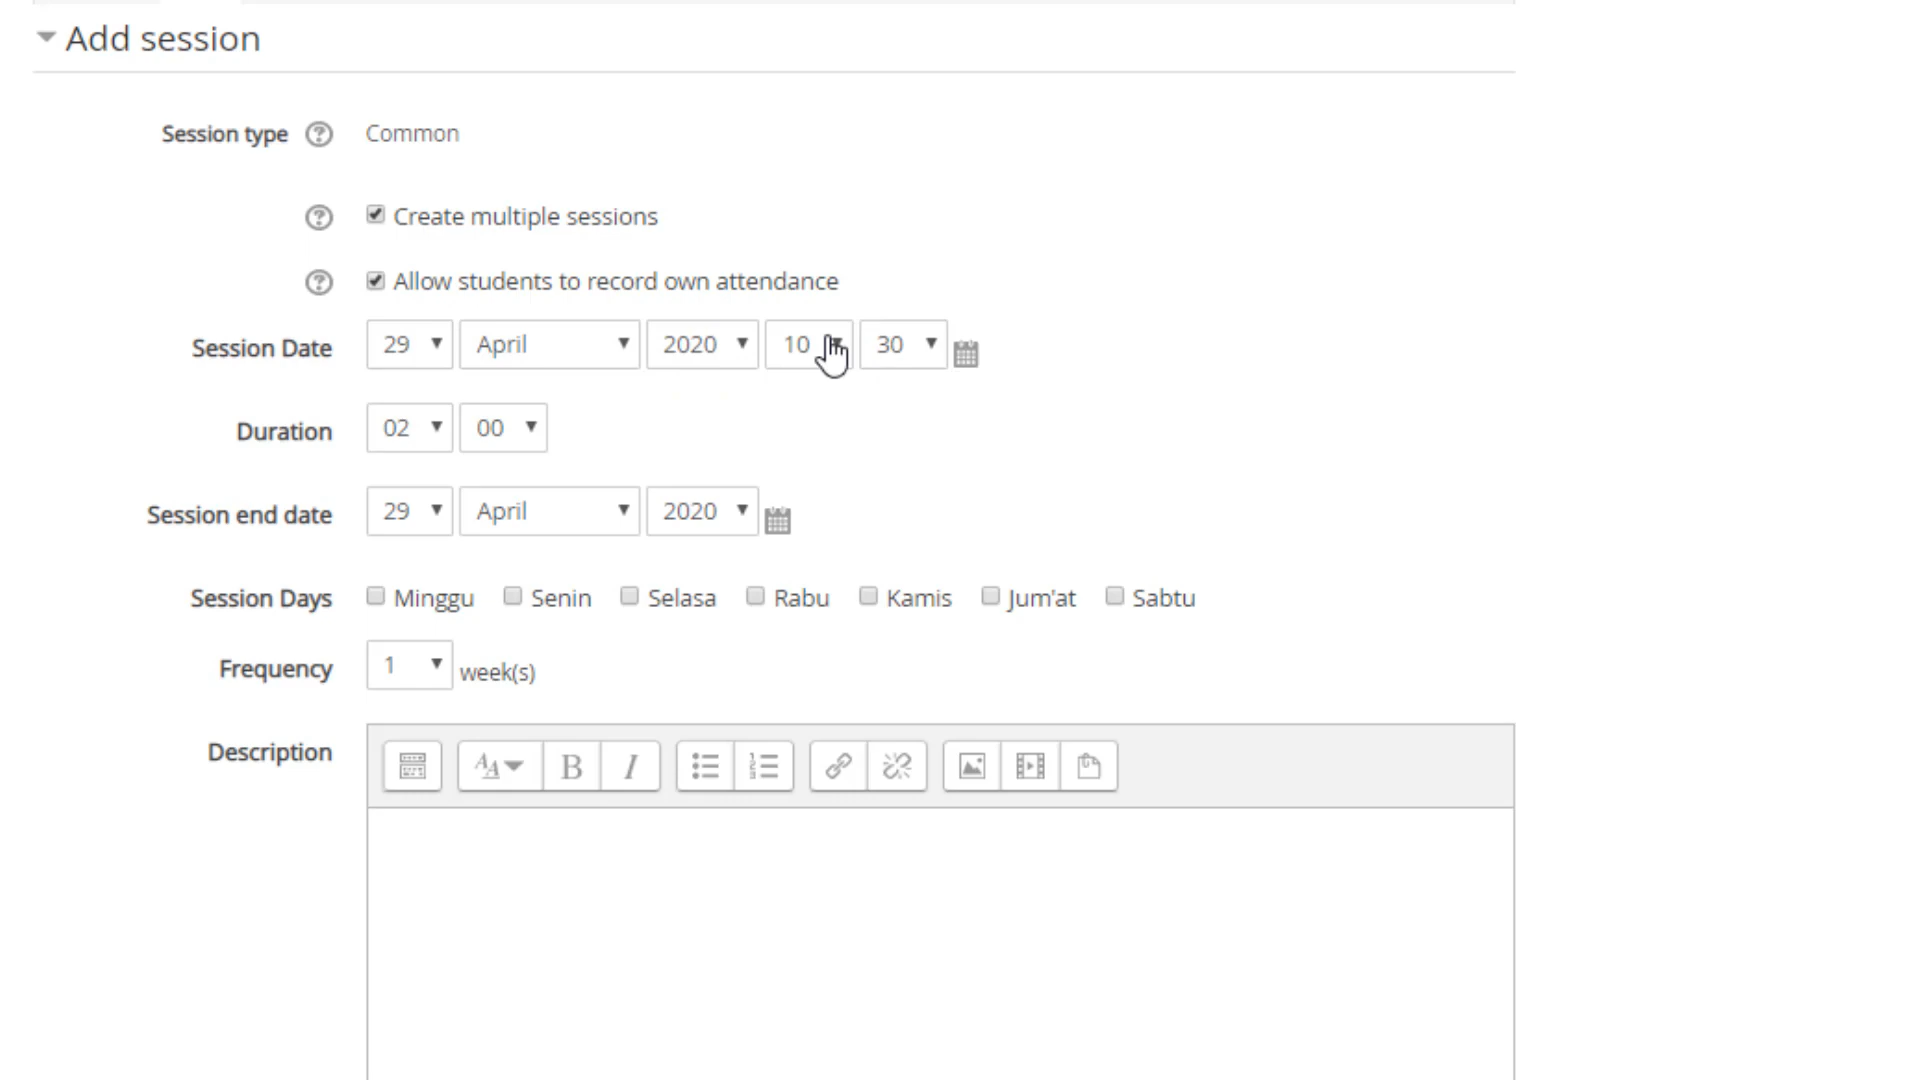 Add session
Session type Common
Create multiple sessions
Allow students to record own attendance
Session Date 29 April 2020 10 30
Duration 02 00
Session end date 29 April 2020
Session Days Minggu Senin Selasa Rabu Kamis Jum'at Sabtu
Frequency 1 week(s)
Description